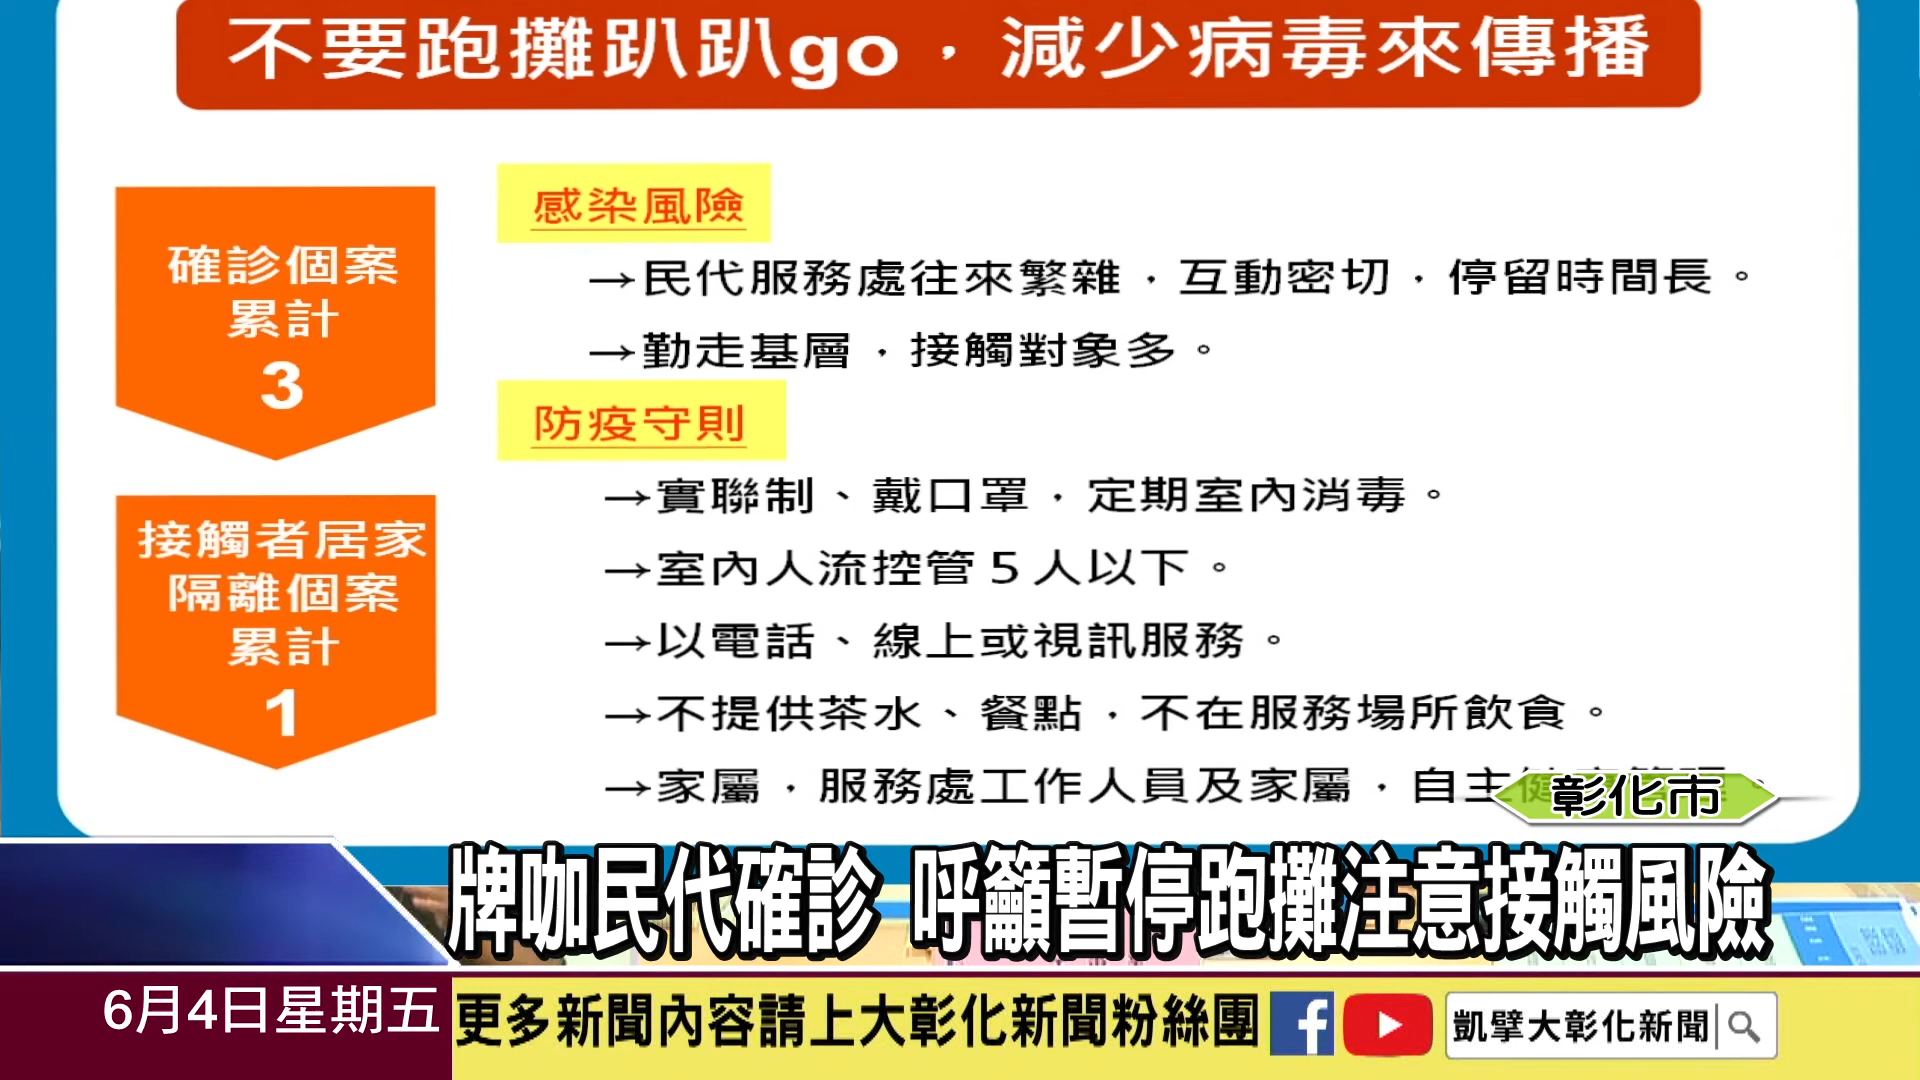 不要跑攤趴趴go，減少病毒來傳播
確診個案
累計
3
感染風險
→民代服務處往來繁雜，互動密切，停留時間長。
→勤走基層，接觸對象多。
防疫守則
→實聯制、戴口罩，定期室內消毒。
接觸者居家
隔離個案
累計
1
→室內人流控管5人以下。
→以電話、線上或視訊服務。
→不提供茶水、餐點，不在服務場所飲食。
→家屬，服務處工作人員及家屬，自主
彰化市
牌咖民代確診 呼籲暫停跑攤注意接觸風險
6月4日星期五
更多新聞內容請上大彰化新聞粉絲團
凱擘大彰化新聞